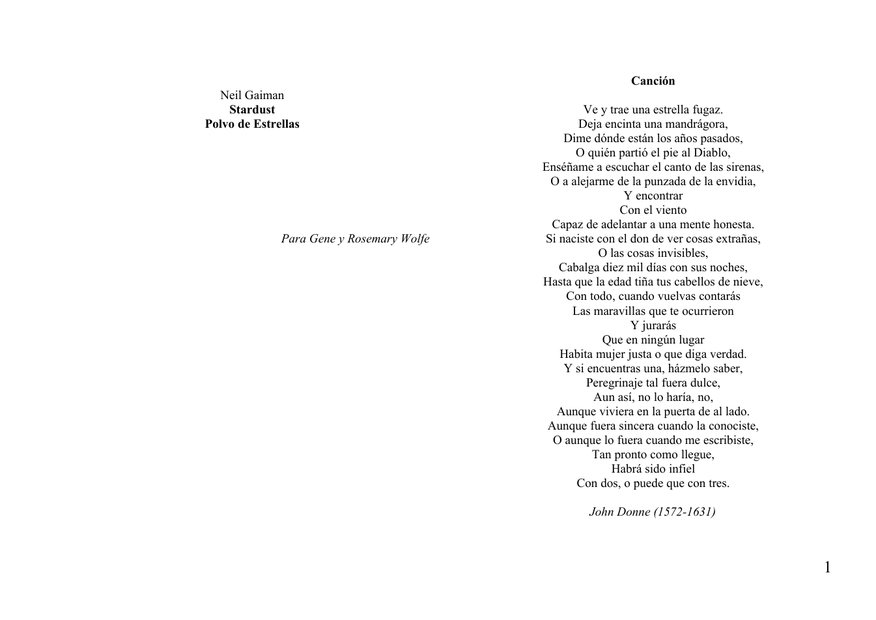 Neil Gaiman
Stardust
Polvo de Estrellas
Para Gene y Rosemary Wolfe
Canción
Ve y trae una estrella fugaz.
Deja encinta una mandrágora,
Dime dónde están los años pasados,
O quién partió el pie al Diablo,
Enséñame a escuchar el canto de las sirenas,
O a alejarme de la punzada de la envidia,
Y encontrar
Con el viento
Capaz de adelantar a una mente honesta.
Si naciste con el don de ver cosas extrañas,
O las cosas invisibles,
Cabalga diez mil días con sus noches,
Hasta que la edad tiña tus cabellos de nieve,
Con todo, cuando vuelvas contarás
Las maravillas que te ocurrieron
Y jurarás
Que en ningún lugar
Habita mujer justa o que diga verdad.
Y si encuentras una, házmelo saber,
Peregrinaje tal fuera dulce,
Aun así, no lo haría, no,
Aunque viviera en la puerta de al lado.
Aunque fuera sincera cuando la conociste,
O aunque lo fuera cuando me escribiste,
Tan pronto como llegue,
Habrá sido infiel
Con dos, o puede que con tres.
John Donne (1572-1631)
1